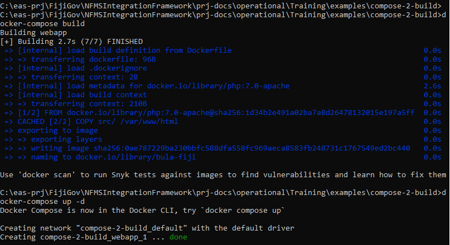 C:\eas-prj\FijiGov\NFMSIntegrationFramework\prj-docs\operational\Training\examples\compose-2-build>d
ocker-compose build
Building webapp
[+] Building 2.7s (7/7) FINISHED
=> [internal] load build definition from Dockerfile 0.0s
=> => transferring dockerfile: 98B 0.0s
=> [internal] load .dockerignore 0.0s
=> => transferring context: 2B 0.0s
=> [internal] load metadata for docker.io/library/php:7.0-apache 2.6s
=> [internal] load build context 0.0s
=> => transferring context: 210B 0.0s
=> [1/2] FROM docker.io/library/php:7.0-apache@sha256:1d34b2e491a02ba7a8d26478132015e197a5ff 0.0s
=> CACHED [2/2] COPY src/ /var/www/html 0.0s
=> exporting to image 0.0s
=> => exporting layers 0.0s
=> => writing image 0.0s
=> => naming to docker.io/library/bula-fiji 0.0s
Use 'docker scan' to run Snyk tests against images to find vulnerabilities and learn how to fix them
C:\eas-prj\FijiGov\NFMSIntegrationFramework\prj-docs\operational\Training\examples\compose-2-build>d
ocker-compose up -d
Docker Compose is now in the Docker CLI, try `docker compose up`
Creating network "compose-2-build_default" with the default driver
Creating compose-2-build_webapp_1 ... done